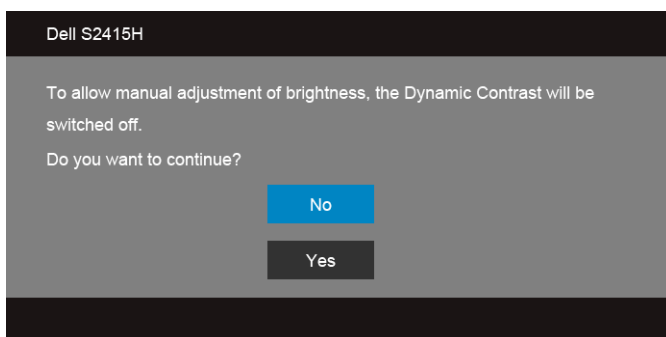 Dell S2415H
To allow manual adjustment of brightness, the Dynamic Contrast will be
switched off.
Do you want to continue?
No
Yes